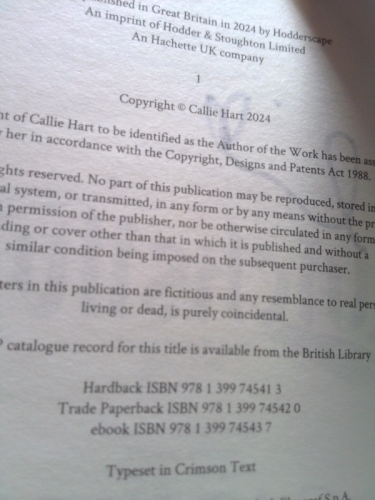 in Great Britain in 2024 by Hodderscape
An imprint of Hodder & Stoughton Limited
An Hachette UK company
1
Copyright © Callie Hart 2024
of Callie Hart to be identified as the Author of the Work has been
her in accordance with the Copyright, Designs and Patents Act 1988.
reserved. No part of this publication may be reproduced, stored in
system, or transmitted, in any form or by any means without the
permission of the publisher, nor be otherwise circulated in any form
or cover other than that in which it is published and without a
similar condition being imposed on the subsequent purchaser.
in this publication are fictitious and any resemblance to real
living or dead, is purely coincidental.
catalogue record for this title is available from the British Library
Hardback ISBN 978 1 399 74541 3
Trade Paperback ISBN 978 1 399 74542 0
ebook ISBN 978 1 399 74543 7
Typeset in Crimson Text